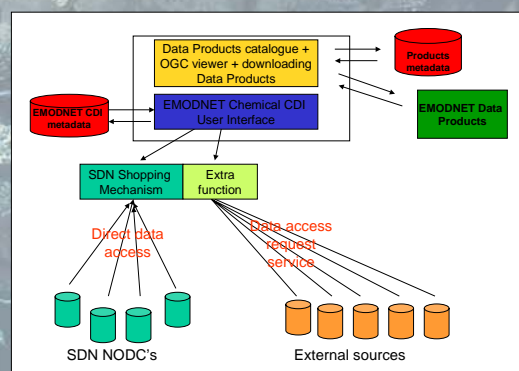 Data Products catalogue +
OGC viewer + downloading
Data Products
Products
metadata
EMODNET CDI
metadata
EMODNET Chemical CDI
User Interface
EMODNET Data
Products
SDN Shopping
Mechanism
Extra
function
Direct data
access
Data access
request
service
SDN NODC's
External sources